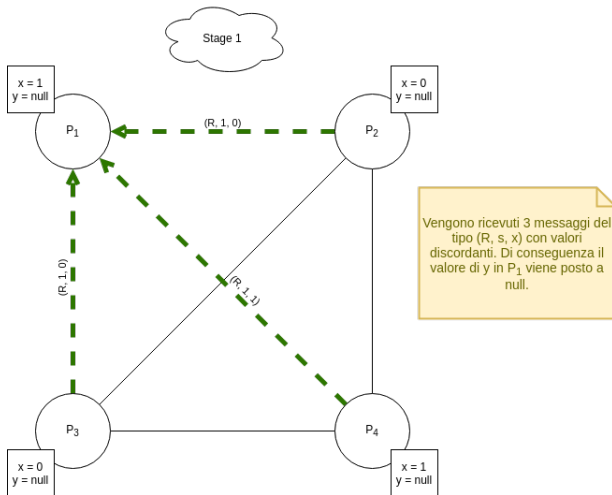 Stage 1
x = 1
y = null
x = 0
y = null
P1
(R, 1, 0)
P2
Vengono ricevuti 3 messaggi del
tipo (R, s, x) con valori
discordanti. Di conseguenza il
valore di y in P1 viene posto a
null.
(R, 1, 0)
(R, 1, 1)
P3
P4
x = 0
y = null
x = 1
y = null